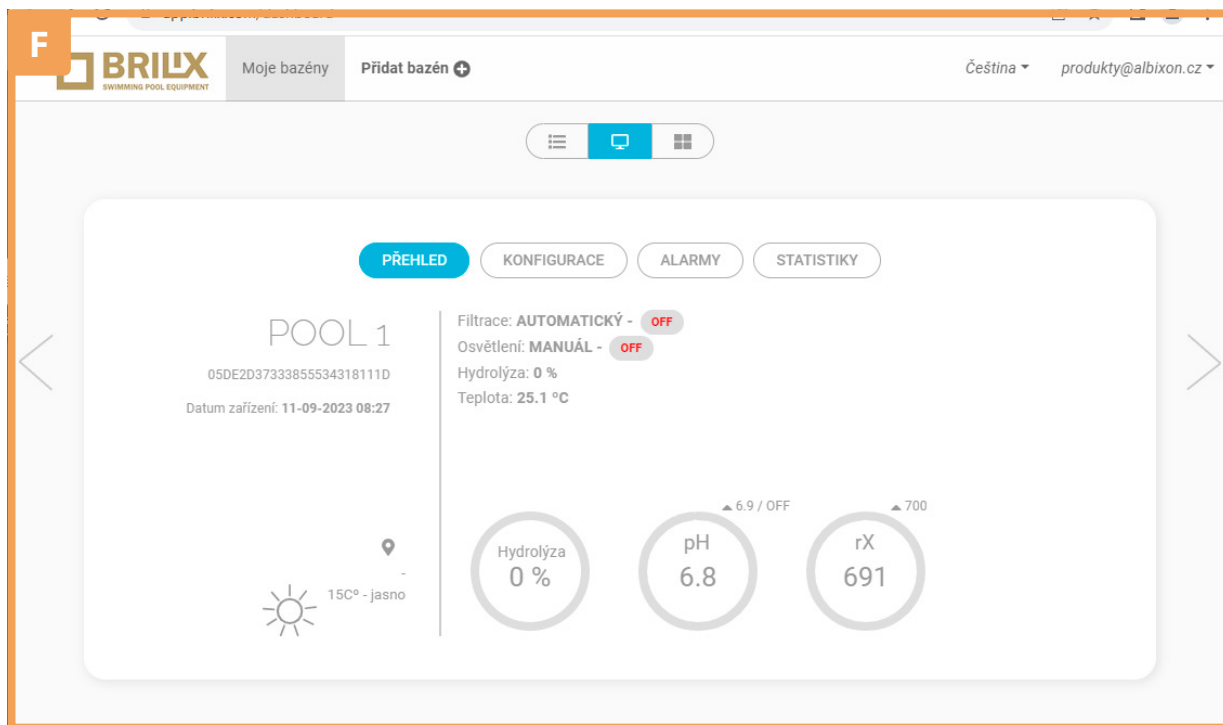 F
BRILIX
SWIMMING POOL EQUIPMENT
Moje bazény
Přidat bazén
Čeština
produkty@albixon.cz
PŘEHLED
KONFIGURACE
ALARMY
STATISTIKY
POOL 1
05DE2D37333855534318111D
Datum zařízení: 11-09-2023 08:27
Filtrace: AUTOMATICKÝ - OFF
Osvětlení: MANUÁL - OFF
Hydrolýza: 0 %
Teplota: 25.1 ºC
-
15Cº - jasno
Hydrolýza
0 %
6.9 / OFF
pH
6.8
700
rX
691